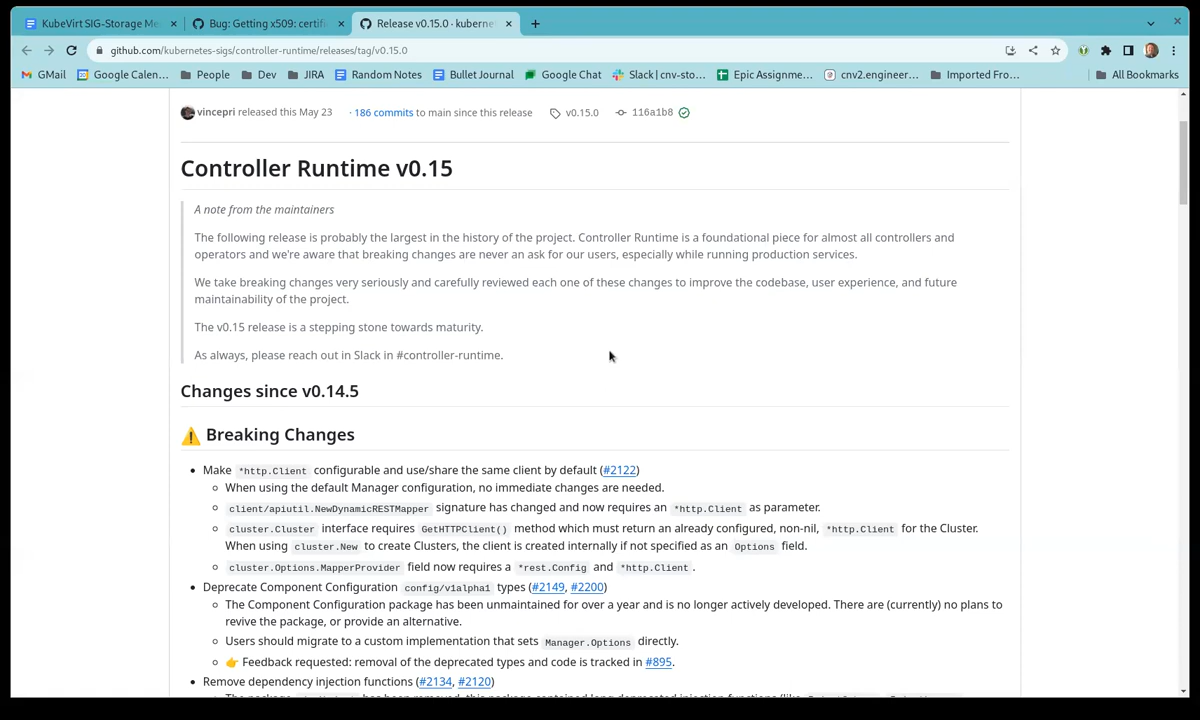 KubeVirt SIG-Storage Me
Bug: Getting x509: certifi
Release v0.15.0 · kuberne
github.com/kubernetes-sigs/controller-runtime/releases/tag/v0.15.0
GMail
Google Calen...
People
Dev
JIRA
Random Notes
Bullet Journal
Google Chat
Slack | cnv-sto...
Epic Assignme...
cnv2.engineer...
Imported Fro...
All Bookmarks
vincepri released this May 23 · 186 commits to main since this release v0.15.0 116a1b8
Controller Runtime v0.15
A note from the maintainers
The following release is probably the largest in the history of the project. Controller Runtime is a foundational piece for almost all controllers and
operators and we're aware that breaking changes are never an ask for our users, especially while running production services.
We take breaking changes very seriously and carefully reviewed each one of these changes to improve the codebase, user experience, and future
maintainability of the project.
The v0.15 release is a stepping stone towards maturity.
As always, please reach out in Slack in #controller-runtime.
Changes since v0.14.5
⚠️ Breaking Changes
• Make *http.Client configurable and use/share the same client by default (#2122)
◦ When using the default Manager configuration, no immediate changes are needed.
◦ client/apiutil.NewDynamicRESTMapper signature has changed and now requires an *http.Client as parameter.
◦ cluster.Cluster interface requires GetHTTPClient() method which must return an already configured, non-nil, *http.Client for the Cluster.
When using cluster.New to create Clusters, the client is created internally if not specified as an Options field.
◦ cluster.Options.MapperProvider field now requires a *rest.Config and *http.Client.
• Deprecate Component Configuration config/v1alpha1 types (#2149, #2200)
◦ The Component Configuration package has been unmaintained for over a year and is no longer actively developed. There are (currently) no plans to
revive the package, or provide an alternative.
◦ Users should migrate to a custom implementation that sets Manager.Options directly.
◦ 👉 Feedback requested: removal of the deprecated types and code is tracked in #895.
• Remove dependency injection functions (#2134, #2120)